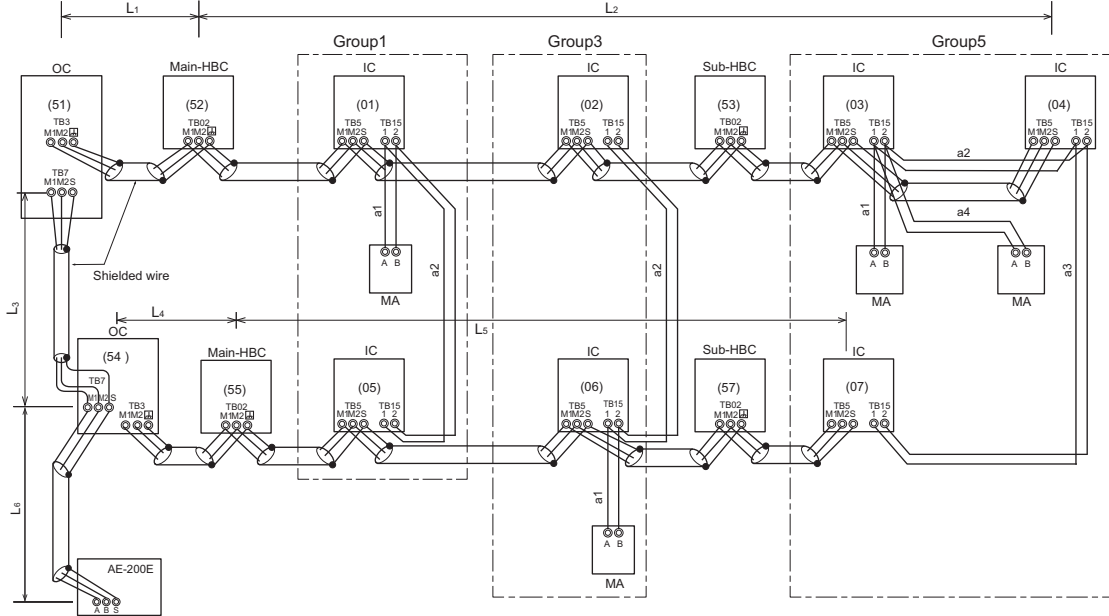 L1 L2
Group1 Group3 Group5
OC Main-HBC IC IC Sub-HBC IC IC
(51) (52) (01) (02) (53) (03) (04)
TB3 TB02 TB5 TB15 TB5 TB15 TB02 TB5 TB15 TB5 TB15
M1M2 M1M2 M1M2S 1 2 M1M2S 1 2 M1M2 M1M2S 1 2 M1M2S 1 2
a2
TB7
M1M2S
a1 a1 a4
A B A B A B
MA MA MA
a2 a2 a3
Shielded wire
L3
L4
L5
OC Main-HBC IC IC Sub-HBC IC
(54 ) (55) (05) (06) (57) (07)
TB7
M1M2S
TB3 TB02 TB5 TB15 TB5 TB15 TB02 TB5 TB15
M1M2 M1M2 M1M2S 1 2 M1M2S 1 2 M1M2 M1M2S 1 2
L6
a1
A B
MA
AE-200E
A B S